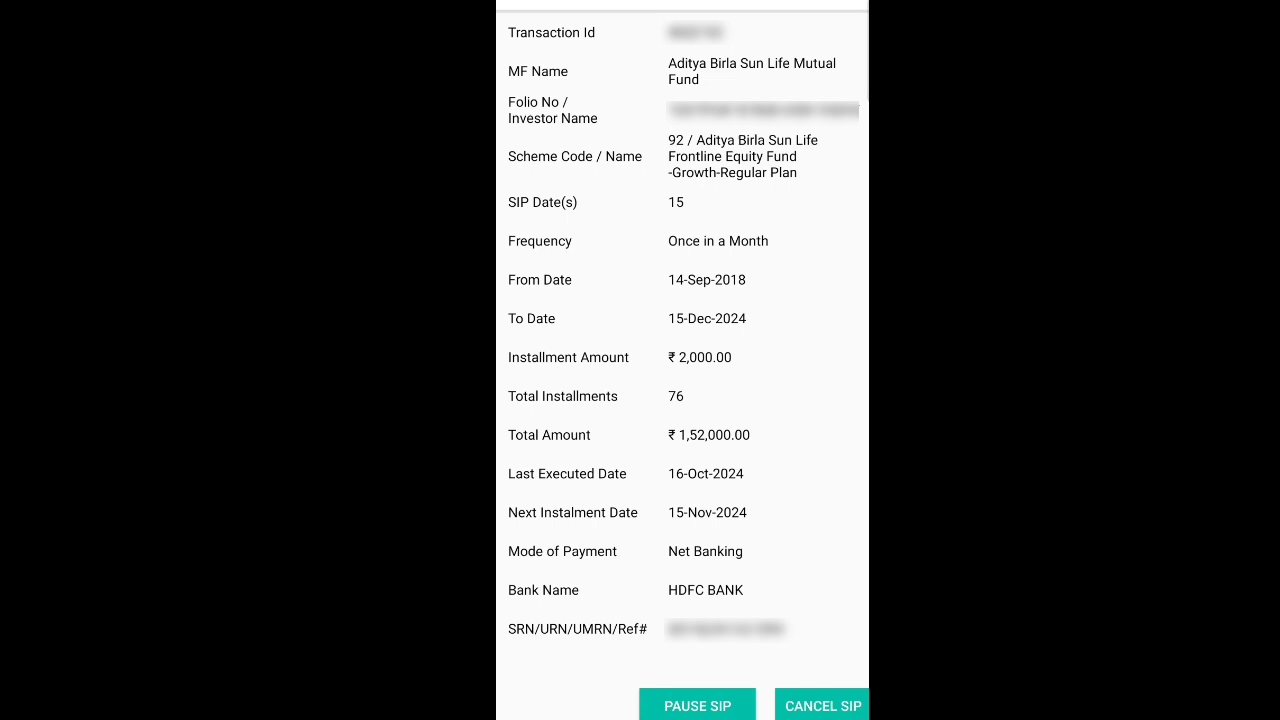 Transaction Id
MF Name
Aditya Birla Sun Life Mutual
Fund
Folio No /
Investor Name
Scheme Code / Name
92 / Aditya Birla Sun Life
Frontline Equity Fund
-Growth-Regular Plan
SIP Date(s) 15
Frequency Once in a Month
From Date 14-Sep-2018
To Date 15-Dec-2024
Installment Amount ₹ 2,000.00
Total Installments 76
Total Amount ₹ 1,52,000.00
Last Executed Date 16-Oct-2024
Next Instalment Date 15-Nov-2024
Mode of Payment Net Banking
Bank Name HDFC BANK
SRN/URN/UMRN/Ref#
PAUSE SIP CANCEL SIP